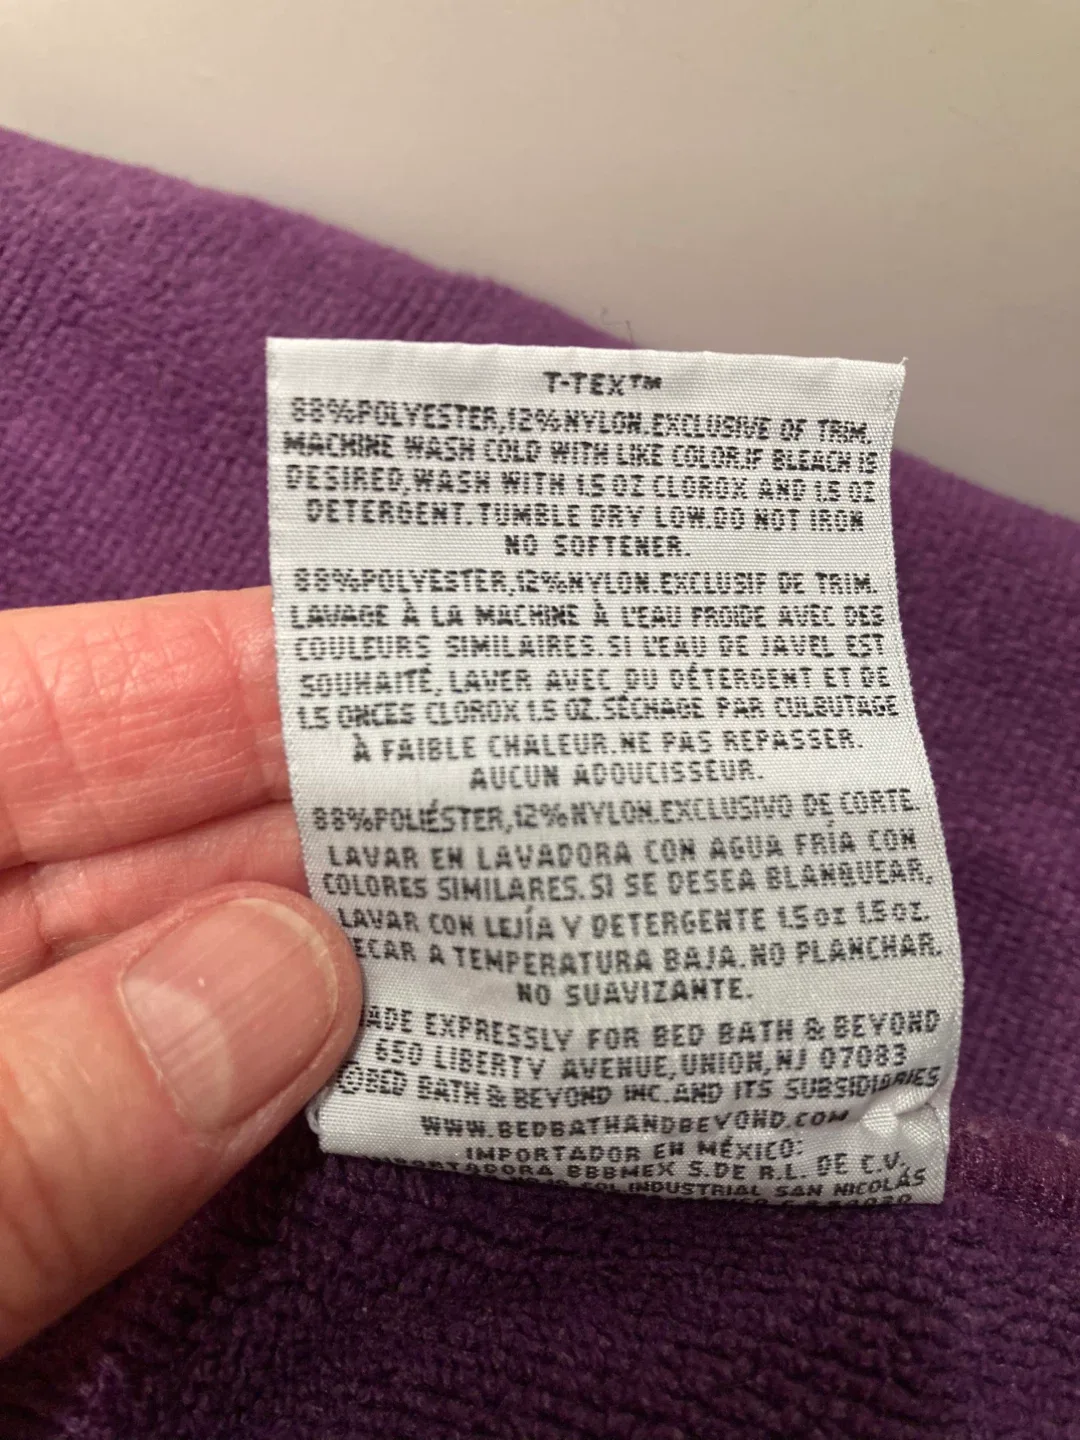 T-TEX™
88%POLYESTER,12%NYLON.EXCLUSIVE OF TRIM.
MACHINE WASH COLD WITH LIKE COLOR.IF BLEACH IS
DESIRED,WASH WITH 1.5 OZ CLOROX AND 1.5 OZ
DETERGENT.TUMBLE DRY LOW.DO NOT IRON
NO SOFTENER.
88%POLYESTER,12%NYLON.EXCLUSIF DE TRIM.
LAVAGE À LA MACHINE À L'EAU FROIDE AVEC DES
COULEURS SIMILAIRES.SI L'EAU DE JAVEL EST
SOUHAITÉ, LAVER AVEC DU DÉTERGENT ET DE
1.5 ONCES CLOROX 1.5 OZ.SÉCHAGE PAR CULBUTAGE
À FAIBLE CHALEUR.NE PAS REPASSER.
AUCUN ADOUCISSEUR.
88%POLIÉSTER,12%NYLON.EXCLUSIVO DE CORTE.
LAVAR EN LAVADORA CON AGUA FRÍA CON
COLORES SIMILARES.SI SE DESEA BLANQUEAR,
LAVAR CON LEJÍA Y DETERGENTE 1.5oz 1.5oz.
ECAR A TEMPERATURA BAJA.NO PLANCHAR.
NO SUAVIZANTE.
ADE EXPRESSLY FOR BED BATH & BEYOND
650 LIBERTY AVENUE,UNION,NJ 07083
©BED BATH & BEYOND INC.AND ITS SUBSIDIARIES
WWW.BEDBATHANDBEYOND.COM
IMPORTADOR EN MÉXICO:
PORTADORA BBBMEX S.DE R.L. DE C.V.
COL INDUSTRIAL SAN NICOLÁS